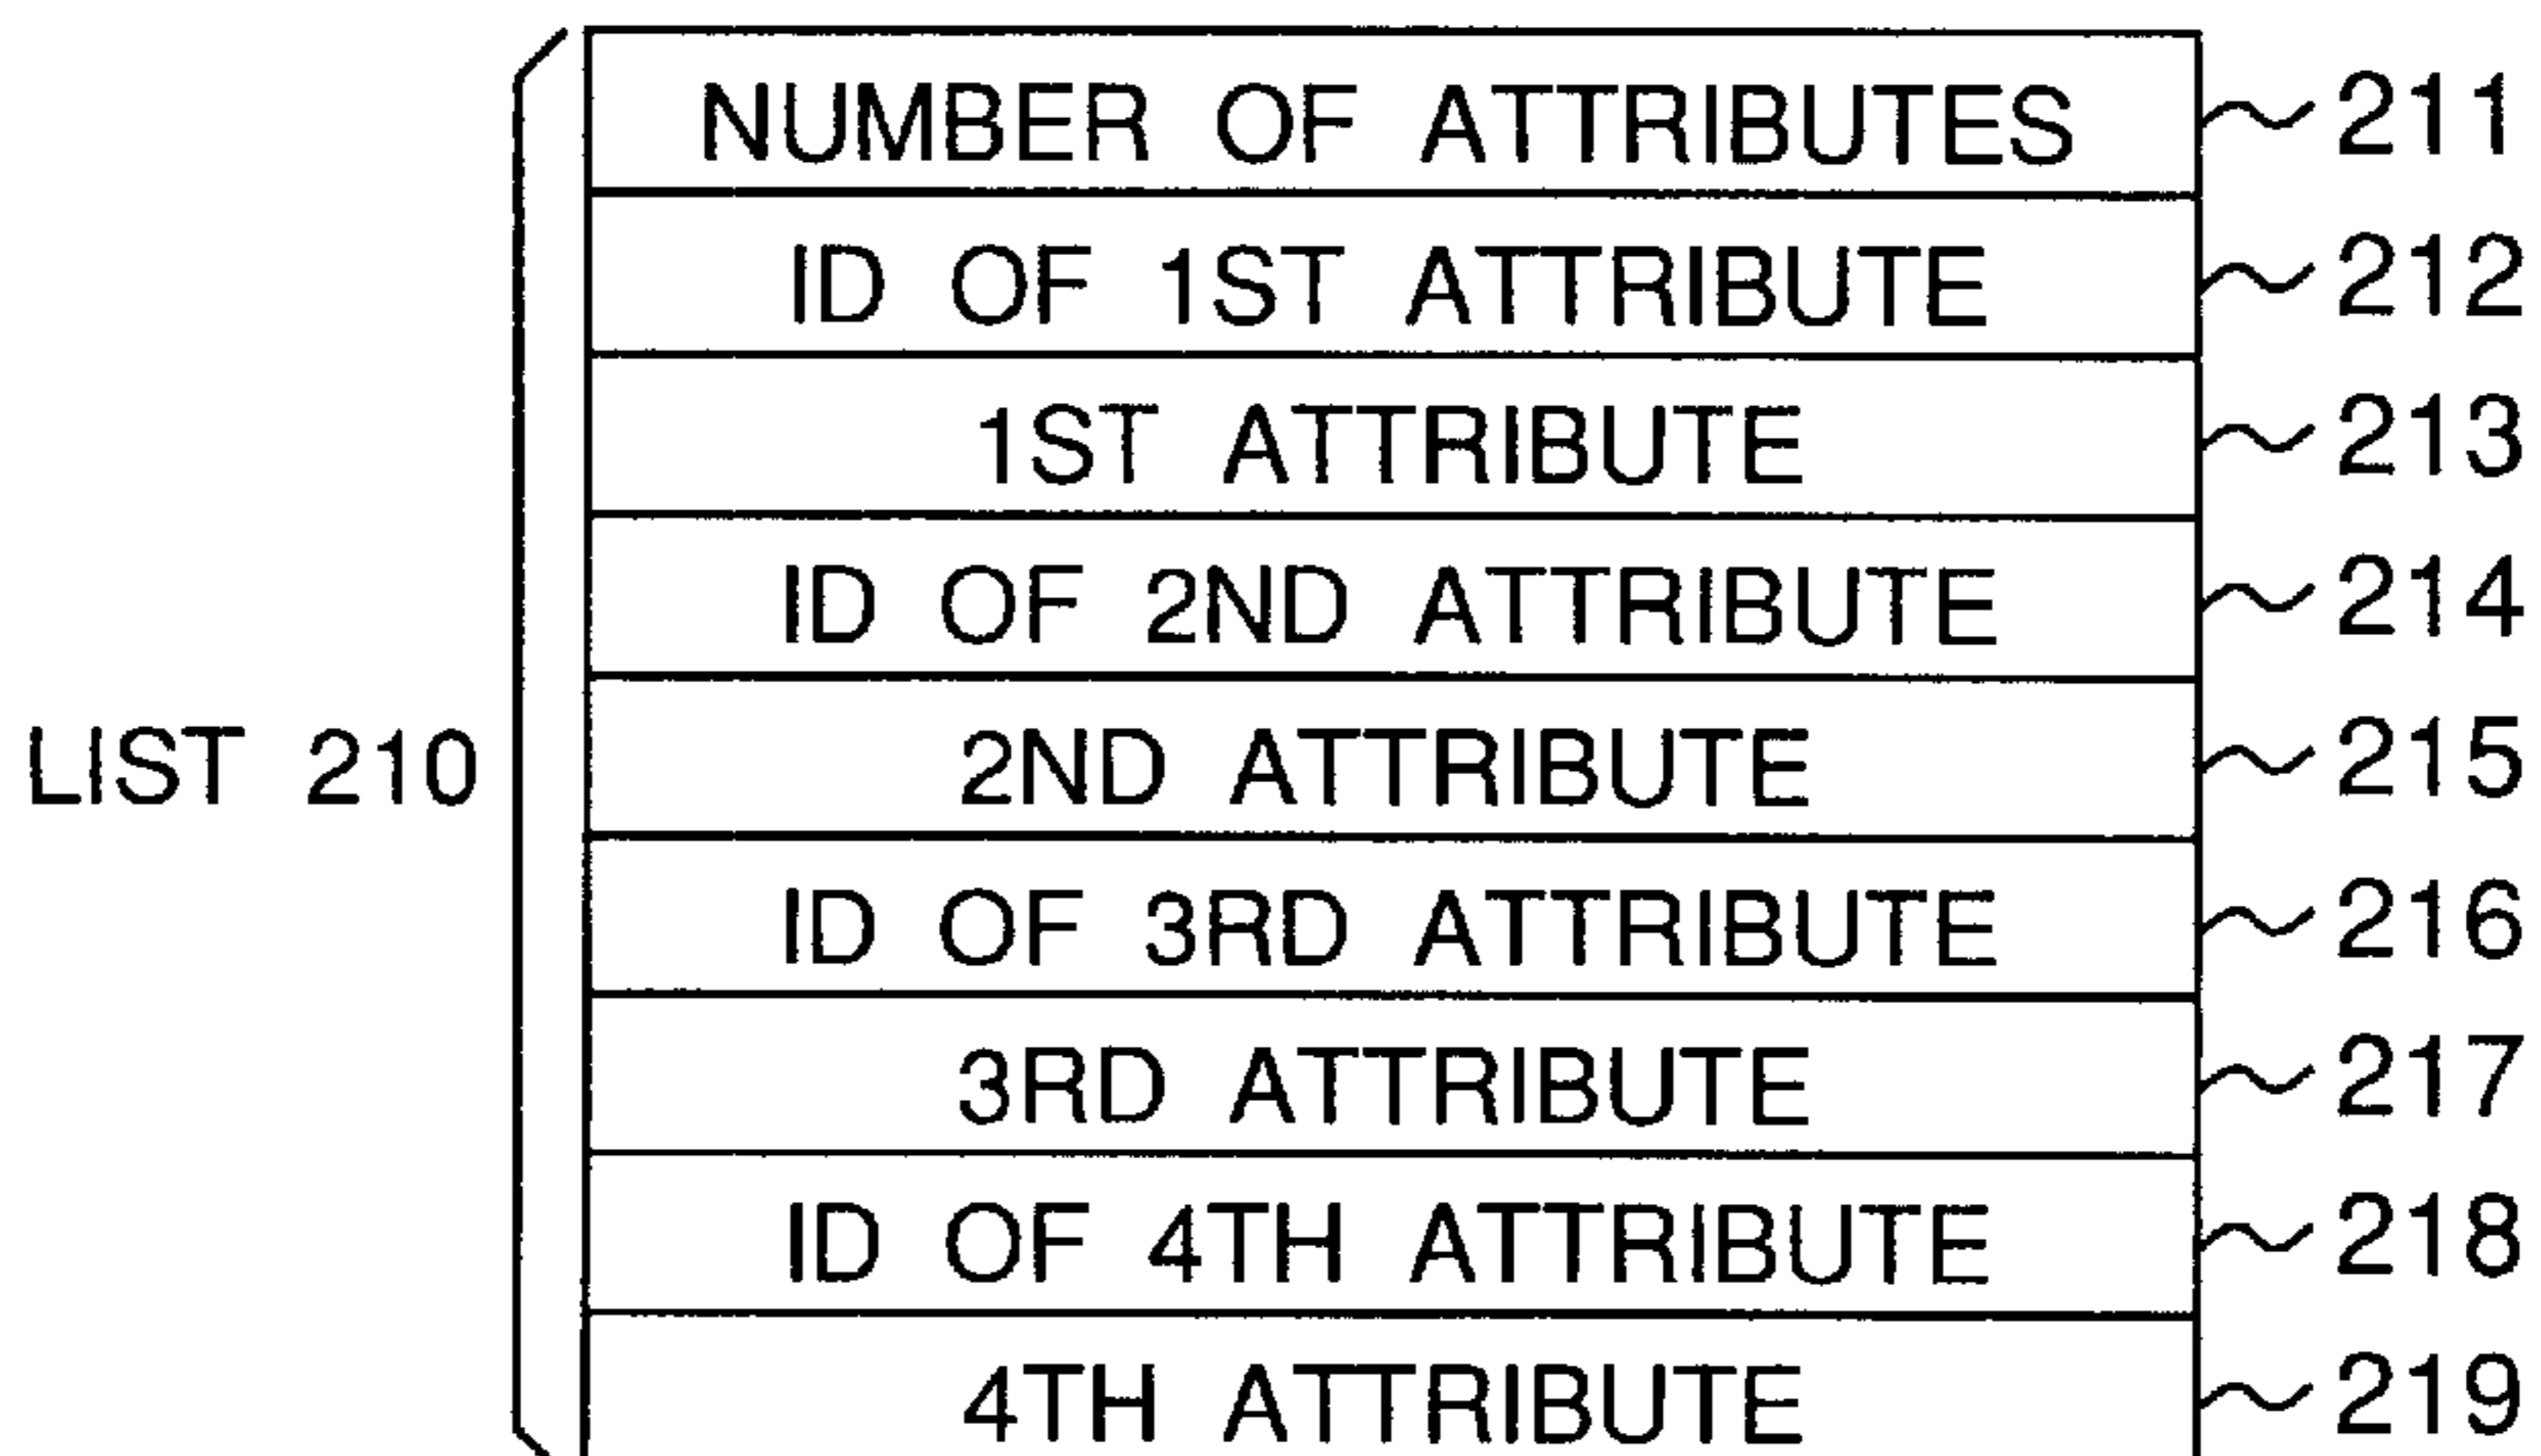 NUMBER OF ATTRIBUTES 211
ID OF 1ST ATTRIBUTE 212
1ST ATTRIBUTE 213
ID OF 2ND ATTRIBUTE 214
LIST 210 2ND ATTRIBUTE 215
ID OF 3RD ATTRIBUTE 216
3RD ATTRIBUTE 217
ID OF 4TH ATTRIBUTE 218
4TH ATTRIBUTE 219